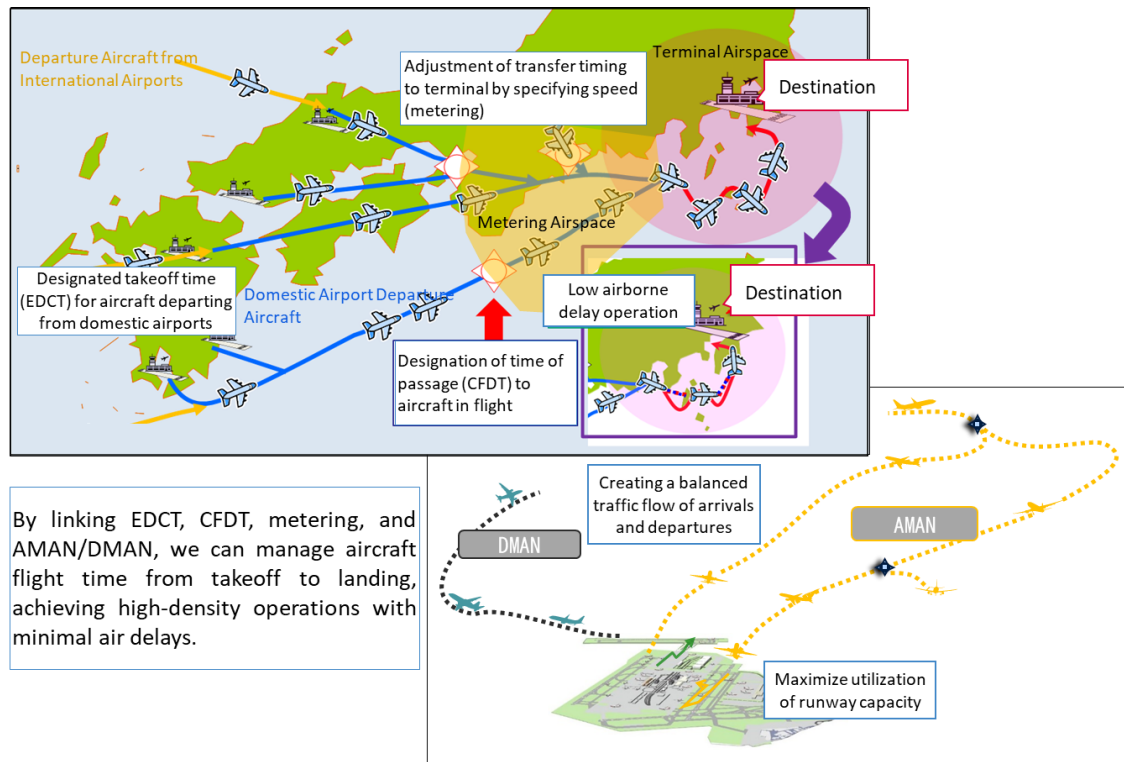 Departure Aircraft from
International Airports
Adjustment of transfer timing
to terminal by specifying speed
(metering)
Terminal Airspace
Destination
Metering Airspace
Designated takeoff time
(EDCT) for aircraft departing
from domestic airports
Domestic Airport Departure
Aircraft
Low airborne
delay operation
Destination
Designation of time of
passage (CFDT) to
aircraft in flight
By linking EDCT, CFDT, metering, and
AMAN/DMAN, we can manage aircraft
flight time from takeoff to landing,
achieving high-density operations with
minimal air delays.
Creating a balanced
traffic flow of arrivals
and departures
DMAN
AMAN
Maximize utilization
of runway capacity